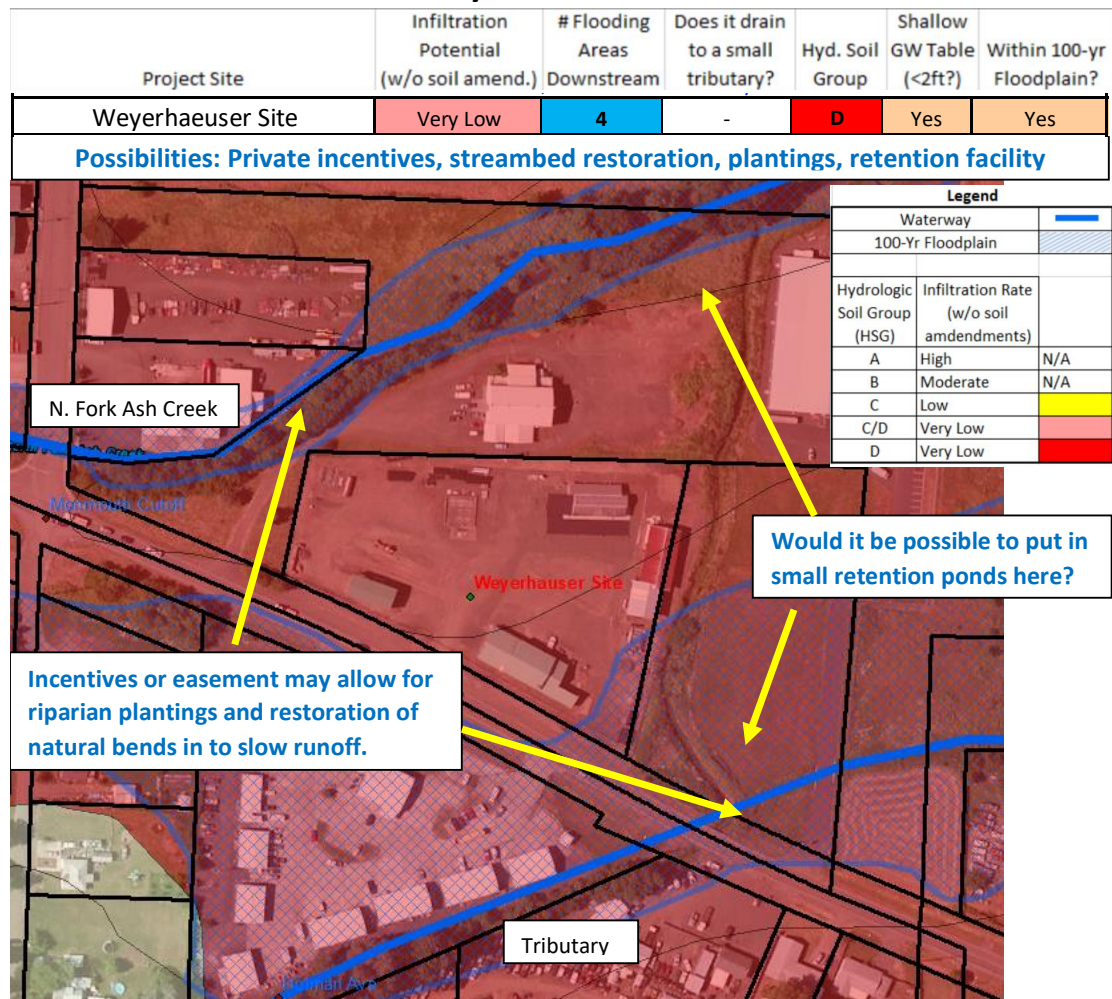 Project Site
Infiltration
Potential
(w/o soil amend.)
# Flooding
Areas
Downstream
Does it drain
to a small
tributary?
Hyd. Soil
Group
Shallow
GW Table
(<2ft?)
Within 100-yr
Floodplain?
Weyerhaeuser Site
Very Low
4
-
D
Yes
Yes
Possibilities: Private incentives, streambed restoration, plantings, retention facility
Legend
Waterway
100-Yr Floodplain
Hydrologic
Soil Group
(HSG)
Infiltration Rate
(w/o soil
amdendments)
A
High
N/A
B
Moderate
N/A
C
Low
C/D
Very Low
D
Very Low
N. Fork Ash Creek
Ash Creek
Monmouth Cutoff
Weyerhauser Site
Would it be possible to put in
small retention ponds here?
Incentives or easement may allow for
riparian plantings and restoration of
natural bends in to slow runoff.
Tributary
Ave